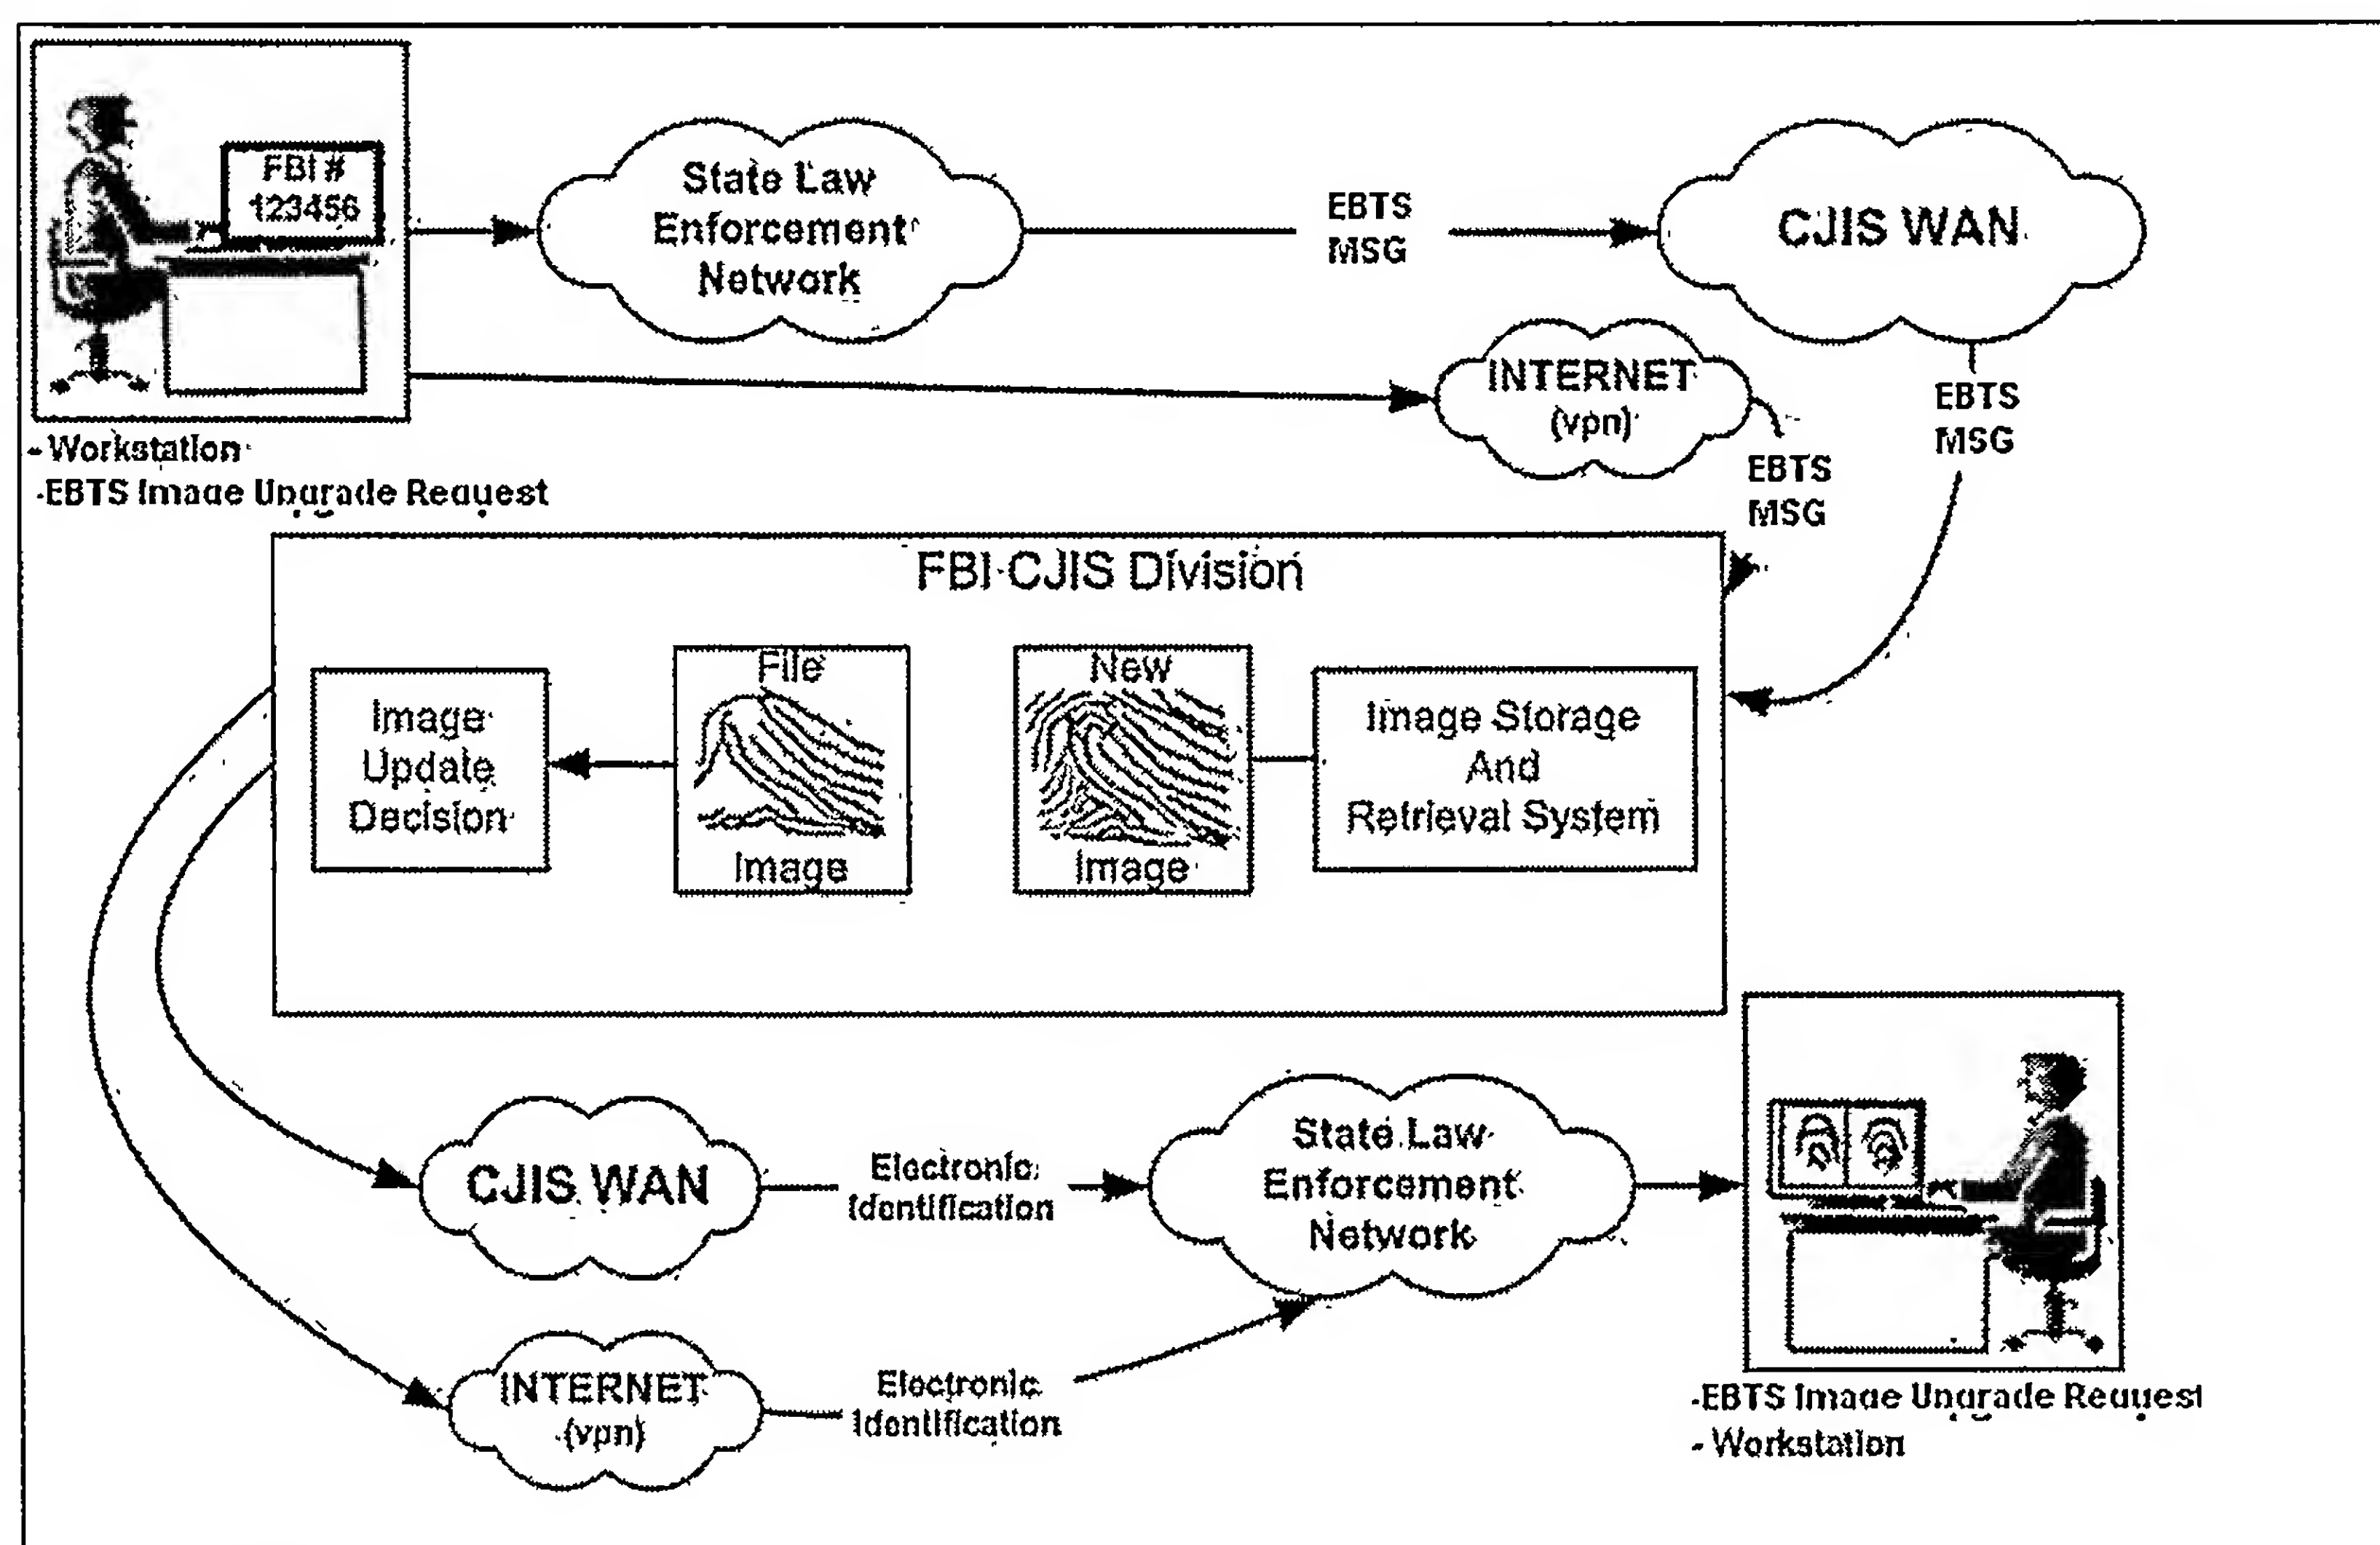 FBI #
123456
State Law
Enforcement
Network
EBTS
MSG
CJIS WAN
INTERNET
(vpn)
EBTS
MSG
EBTS
MSG
- Workstation
-EBTS Image Upgrade Request
FBI CJIS Division
Image
Update
Decision
File
Image
New
Image
Image Storage
And
Retrieval System
CJIS WAN
Electronic
Identification
State Law
Enforcement
Network
INTERNET
(vpn)
Electronic
Identification
-EBTS Image Upgrade Request
- Workstation